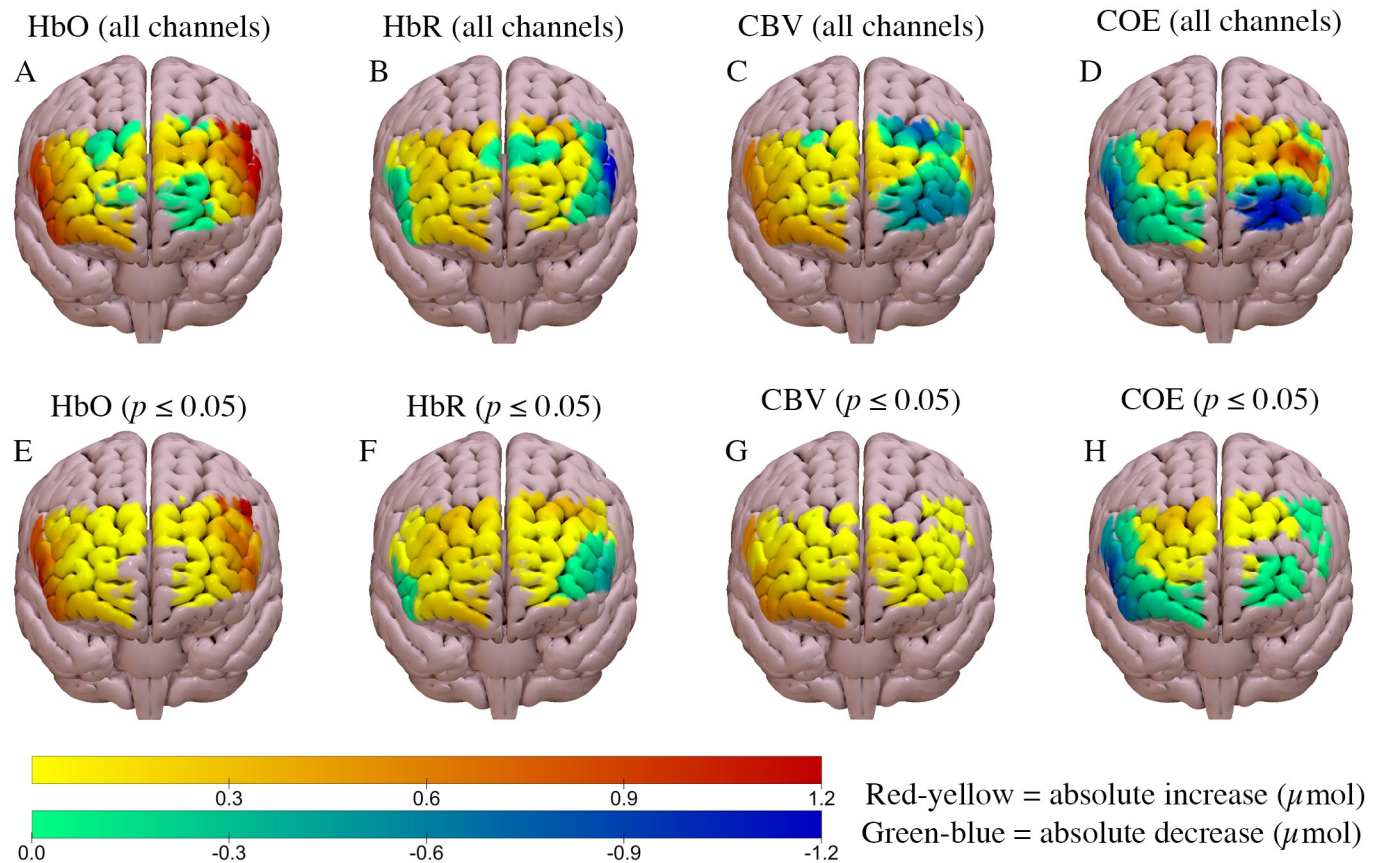 HbO (all channels)
HbR (all channels)
CBV (all channels)
COE (all channels)
A
B
C
D
HbO (p ≤ 0.05)
HbR (p ≤ 0.05)
CBV (p ≤ 0.05)
COE (p ≤ 0.05)
E
F
G
H
0.3 0.6 0.9 1.2
0.0 -0.3 -0.6 -0.9 -1.2
Red-yellow = absolute increase (μmol)
Green-blue = absolute decrease (μmol)